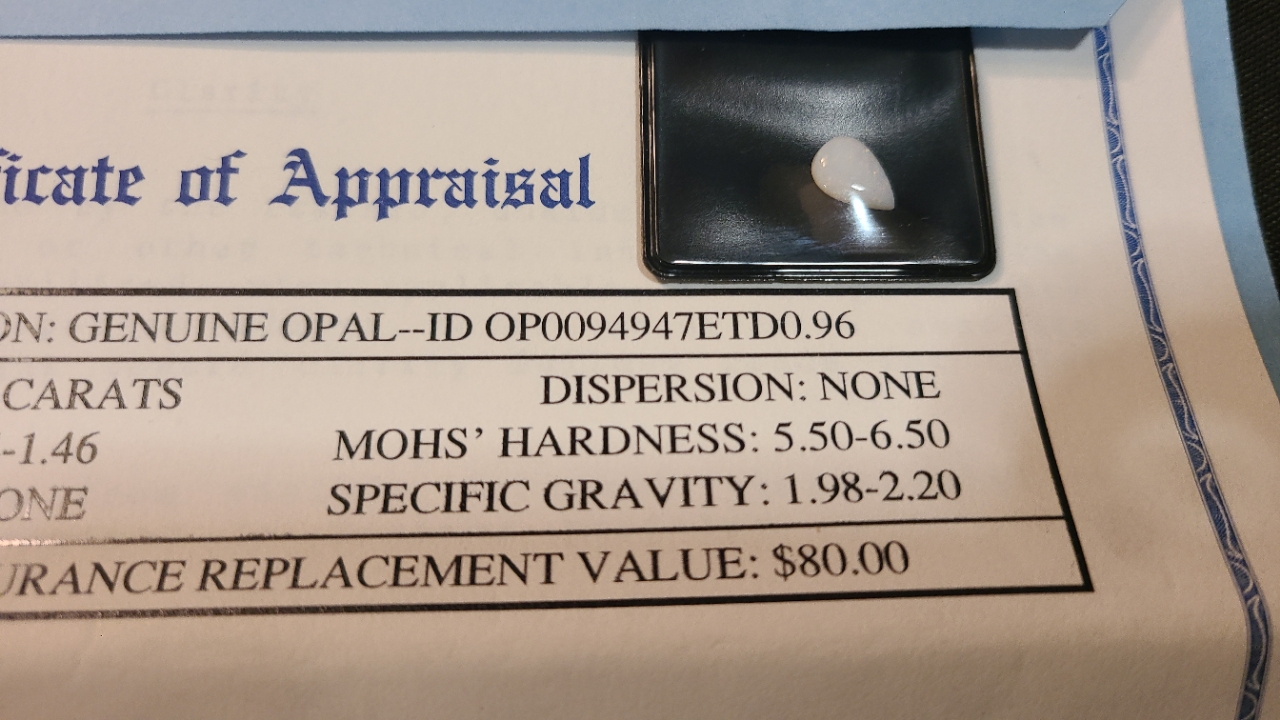 ficate of Appraisal
ON: GENUINE OPAL--ID OP0094947ETD0.96
CARATS DISPERSION: NONE
-1.46 MOHS’ HARDNESS: 5.50-6.50
ONE SPECIFIC GRAVITY: 1.98-2.20
URANCE REPLACEMENT VALUE: $80.00